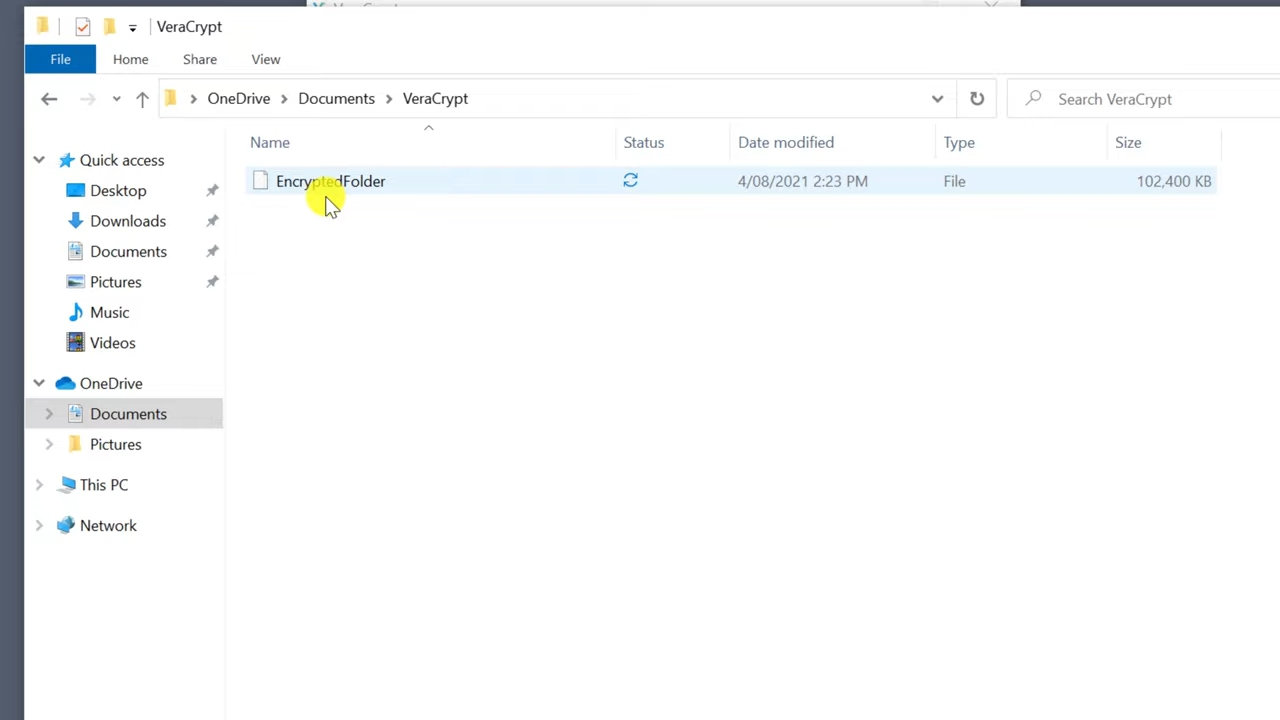 VeraCrypt
VeraCrypt
File Home Share View
OneDrive Documents VeraCrypt
Search VeraCrypt
Name Status Date modified Type Size
Quick access
EncryptedFolder 4/08/2021 2:23 PM File 102,400 KB
Desktop
Downloads
Documents
Pictures
Music
Videos
OneDrive
Documents
Pictures
This PC
Network